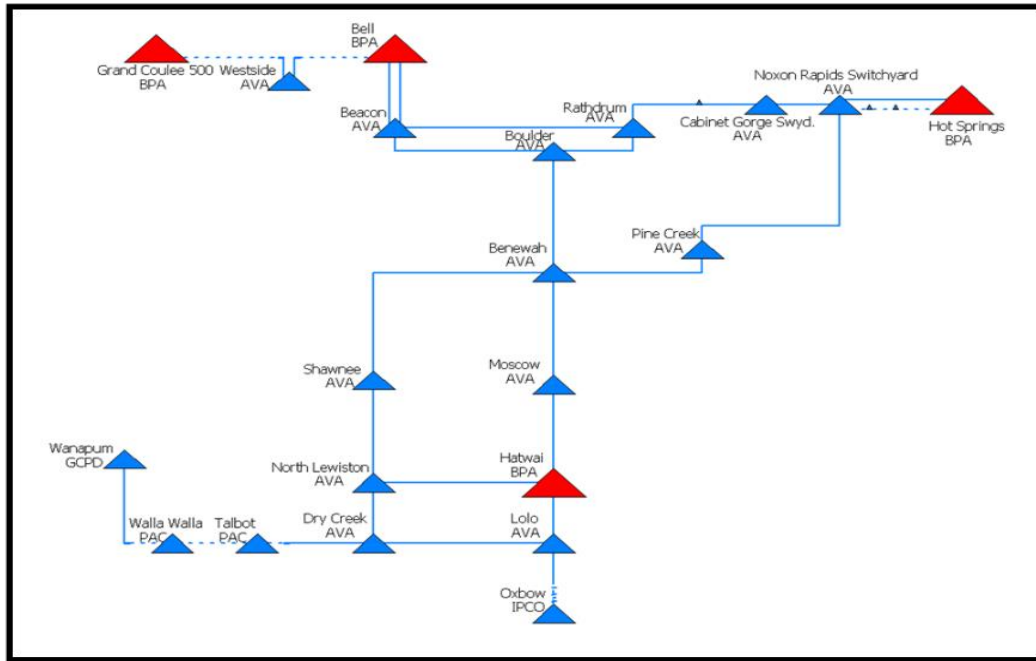 Bell
BPA
Grand Coulee 500
BPA
Westside
AVA
Noxon Rapids Switchyard
AVA
Beacon
AVA
Rathdrum
AVA
Cabinet Gorge Swyd.
AVA
Hot Springs
BPA
Boulder
AVA
Pine Creek
AVA
Benewah
AVA
Shawnee
AVA
Moscow
AVA
Wanapum
GCPD
North Lewiston
AVA
Hatwai
BPA
Walla Walla
PAC
Talbot
PAC
Dry Creek
AVA
Lolo
AVA
Oxbow
IPCO